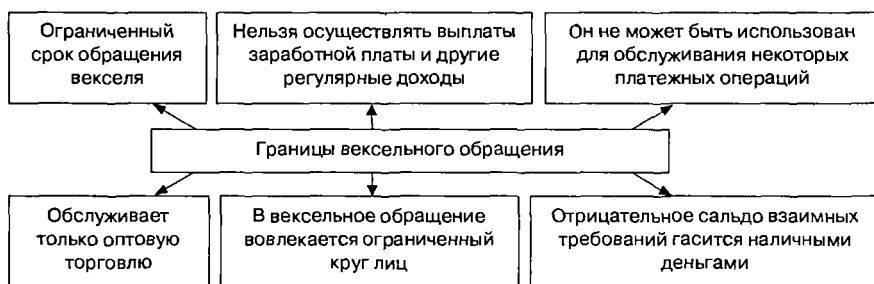 Ограниченный
срок обращения
векселя
Нельзя осуществлять выплаты
заработной платы и другие
регулярные доходы
Он не может быть использован
для обслуживания некоторых
платежных операций
Границы вексельного обращения
Обслуживает
только оптовую
торговлю
В вексельное обращение
вовлекается ограниченный
круг лиц
Отрицательное сальдо взаимных
требований гасится наличными
деньгами